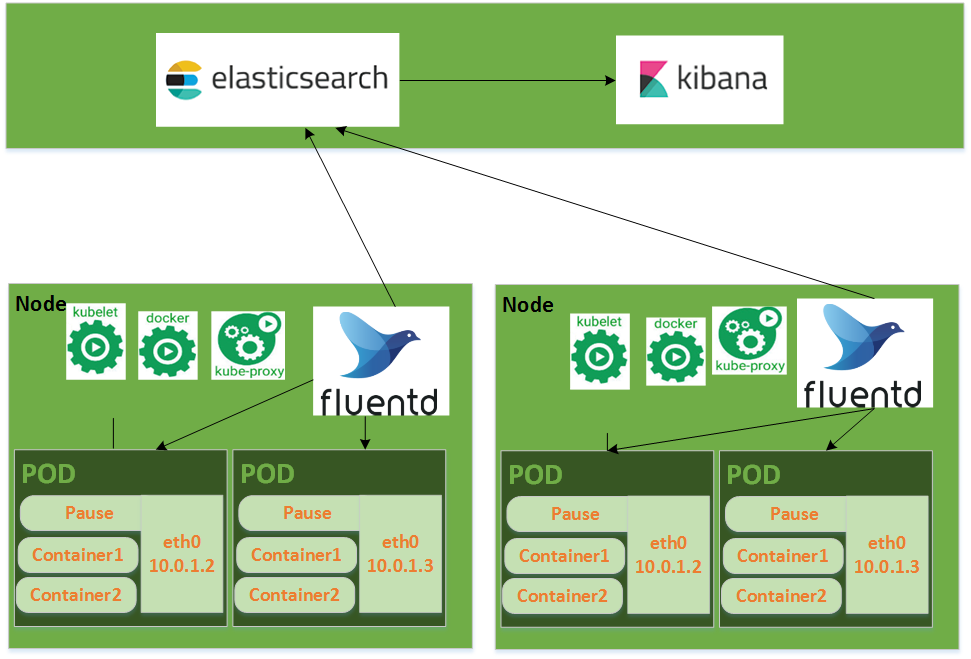 elasticsearch
kibana
Node
kubelet
docker
kube-proxy
fluentd
POD
Pause
Container1
Container2
eth0
10.0.1.2
POD
Pause
Container1
Container2
eth0
10.0.1.3
Node
kubelet
docker
kube-proxy
fluentd
POD
Pause
Container1
Container2
eth0
10.0.1.2
POD
Pause
Container1
Container2
eth0
10.0.1.3